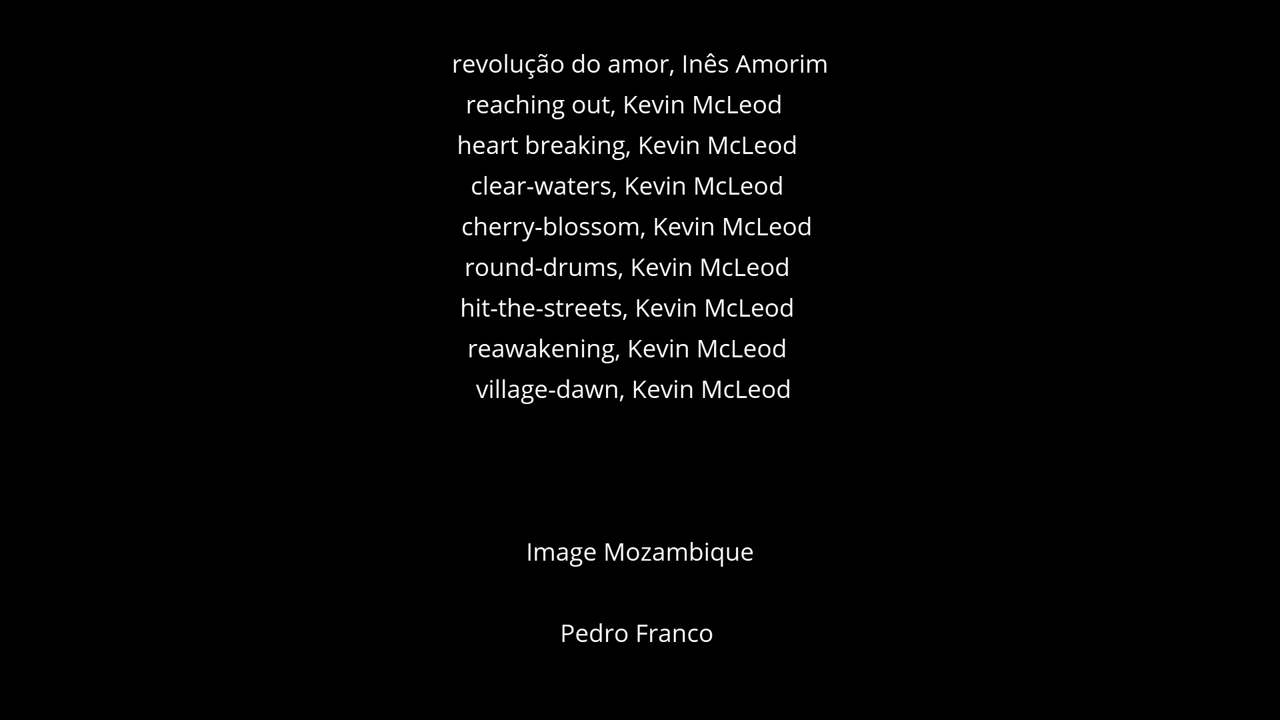 revolução do amor, Inês Amorim
reaching out, Kevin McLeod
heart breaking, Kevin McLeod
clear-waters, Kevin McLeod
cherry-blossom, Kevin McLeod
round-drums, Kevin McLeod
hit-the-streets, Kevin McLeod
reawakening, Kevin McLeod
village-dawn, Kevin McLeod
Image Mozambique
Pedro Franco